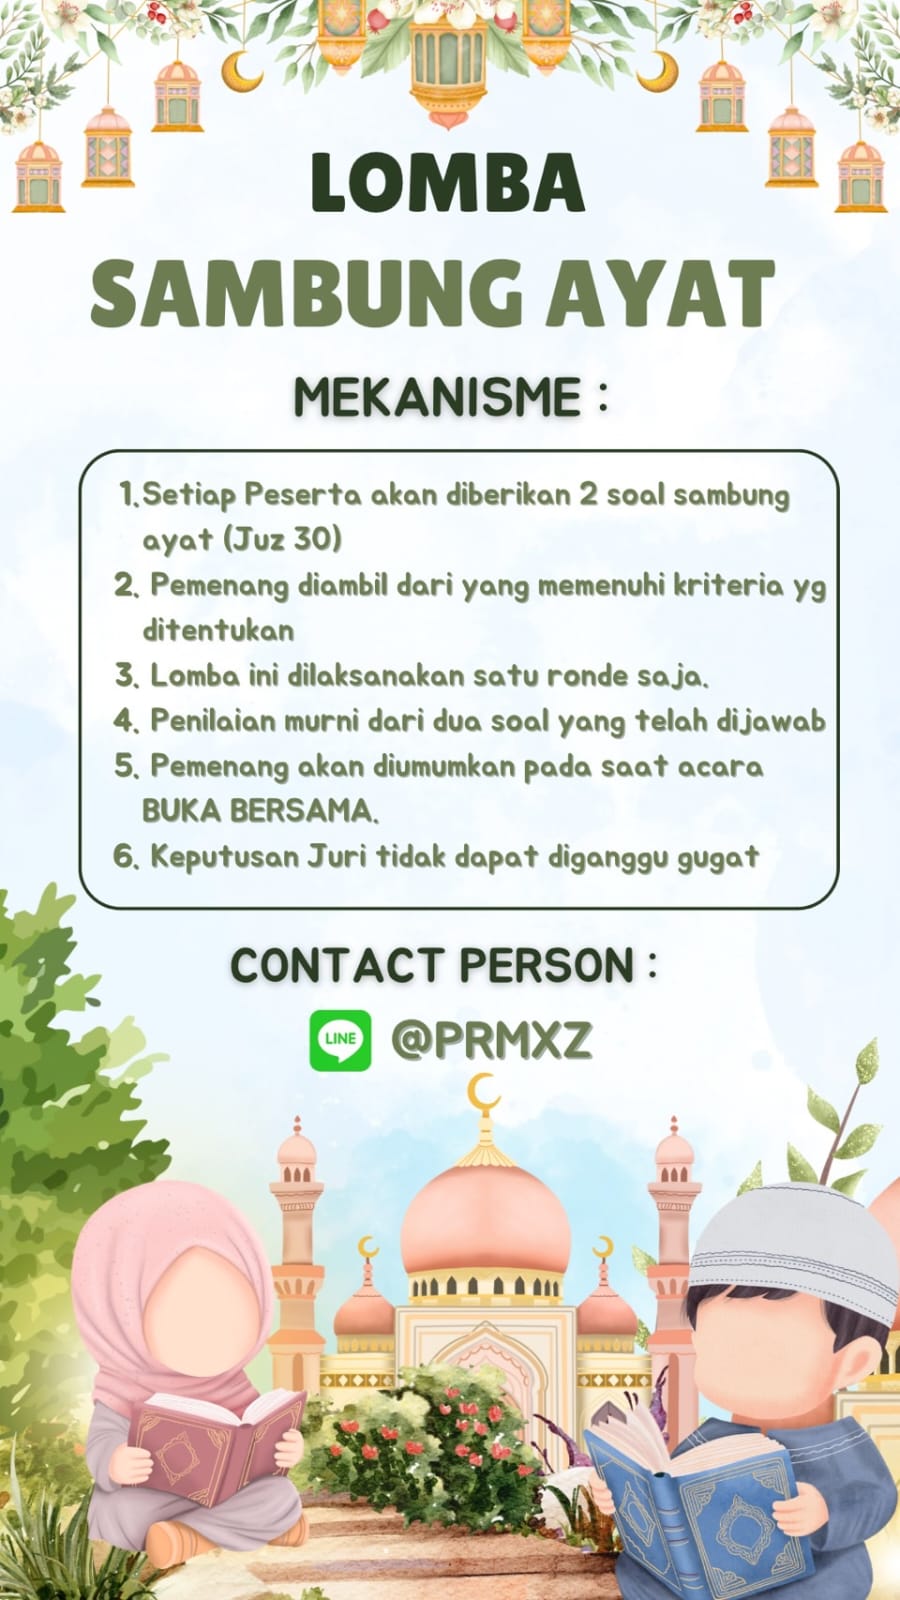 LOMBA
SAMBUNG AYAT
MEKANISME :
1.Setiap Peserta akan diberikan 2 soal sambung
ayat (Juz 30)
2. Pemenang diambil dari yang memenuhi kriteria yg
ditentukan
3. Lomba ini dilaksanakan satu ronde saja.
4. Penilaian murni dari dua soal yang telah dijawab
5. Pemenang akan diumumkan pada saat acara
BUKA BERSAMA.
6. Keputusan Juri tidak dapat diganggu gugat
CONTACT PERSON :
LINE @PRMXZ